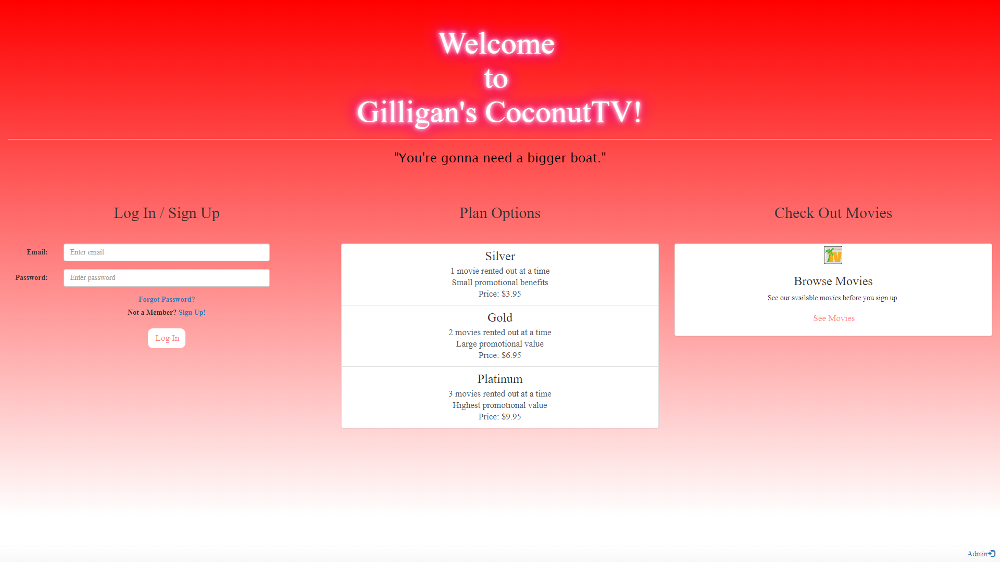 Welcome
to
Gilligan's CoconutTV!
"You're gonna need a bigger boat."
Log In / Sign Up
Email:
Enter email
Password:
Enter password
Forgot Password?
Not a Member? Sign Up!
Log In
Plan Options
Silver
1 movie rented out at a time
Small promotional benefits
Price: $3.95
Gold
2 movies rented out at a time
Large promotional value
Price: $6.95
Platinum
3 movies rented out at a time
Highest promotional value
Price: $9.95
Check Out Movies
TV
Browse Movies
See our available movies before you sign up.
See Movies
Admin